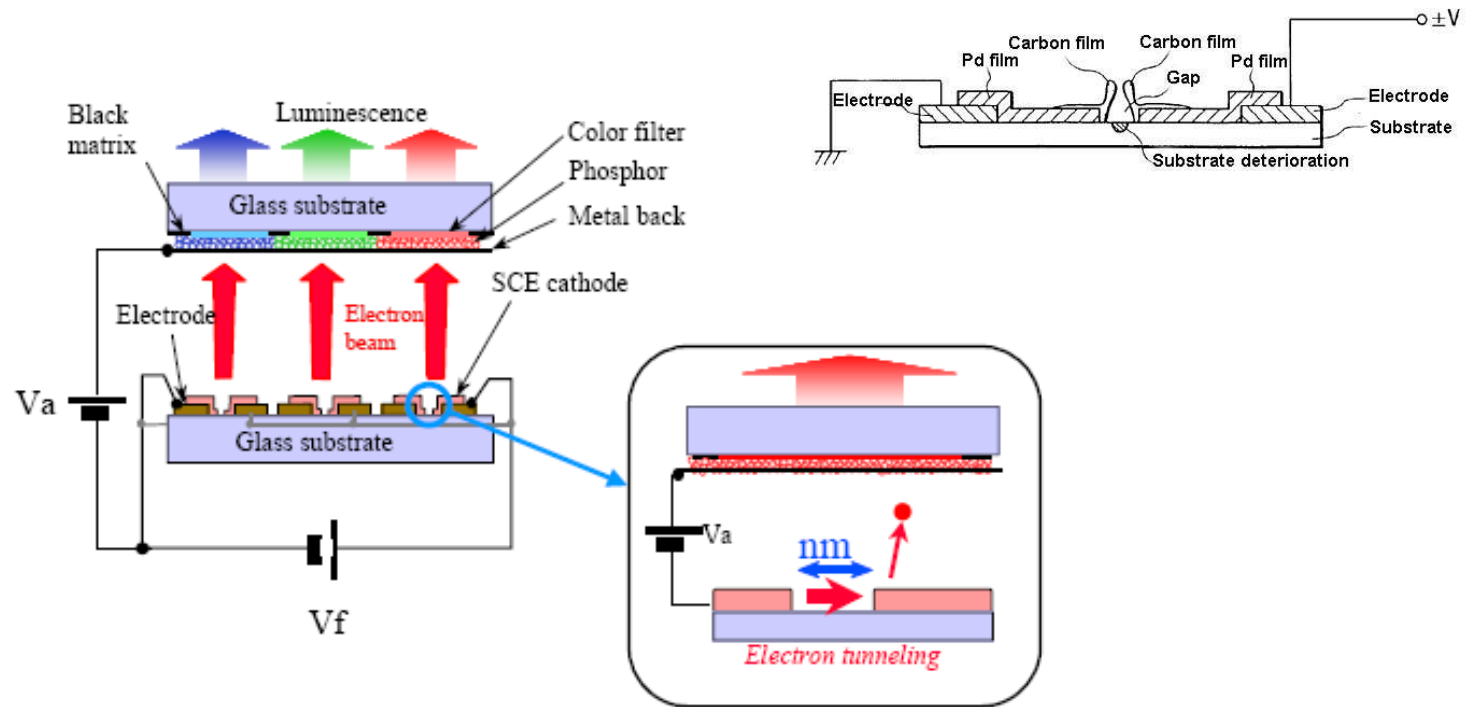 Luminescence
Black
matrix
Color filter
Phosphor
Metal back
Glass substrate
SCE cathode
Electrode
Electron
beam
Va
Glass substrate
Vf
Va
nm
Electron tunneling
±V
Carbon film
Carbon film
Pd film
Pd film
Gap
Electrode
Electrode
Substrate
Substrate deterioration